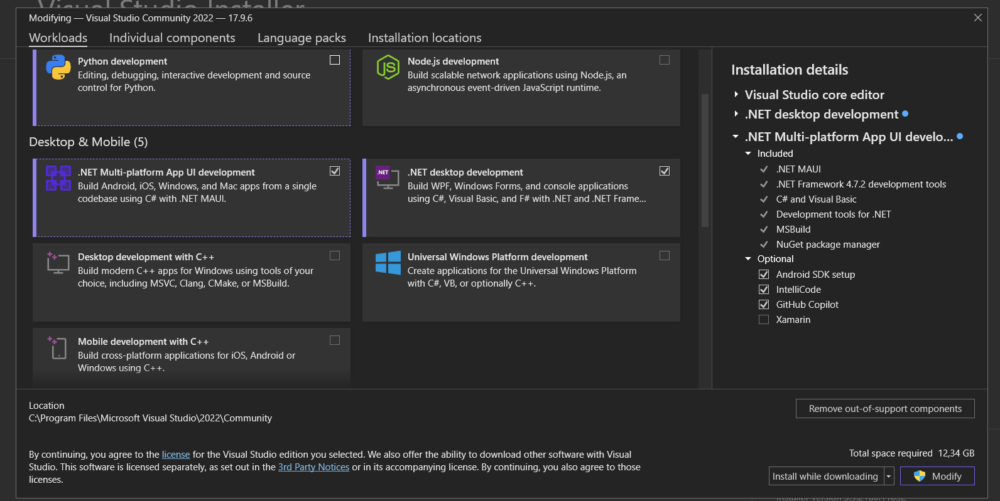 Visual Studio Installer
Modifying — Visual Studio Community 2022 — 17.9.6
Workloads
Individual components
Language packs
Installation locations
Python development
Editing, debugging, interactive development and source
control for Python.
JS
Node.js development
Build scalable network applications using Node.js, an
asynchronous event-driven JavaScript runtime.
Desktop & Mobile (5)
.NET Multi-platform App UI development
Build Android, iOS, Windows, and Mac apps from a single
codebase using C# with .NET MAUI.
.NET
.NET desktop development
Build WPF, Windows Forms, and console applications
using C#, Visual Basic, and F# with .NET and .NET Frame...
Desktop development with C++
Build modern C++ apps for Windows using tools of your
choice, including MSVC, Clang, CMake, or MSBuild.
Universal Windows Platform development
Create applications for the Universal Windows Platform
with C#, VB, or optionally C++.
Mobile development with C++
Build cross-platform applications for iOS, Android or
Windows using C++.
Installation details
Visual Studio core editor
.NET desktop development
.NET Multi-platform App UI develo...
Included
.NET MAUI
.NET Framework 4.7.2 development tools
C# and Visual Basic
Development tools for .NET
MSBuild
NuGet package manager
Optional
Android SDK setup
IntelliCode
GitHub Copilot
Xamarin
Location
C:\Program Files\Microsoft Visual Studio\2022\Community
Remove out-of-support components
By continuing, you agree to the license for the Visual Studio edition you selected. We also offer the ability to download other software with Visual
Studio. This software is licensed separately, as set out in the 3rd Party Notices or in its accompanying license. By continuing, you also agree to those
licenses.
Total space required 12,34 GB
Install while downloading
Modify